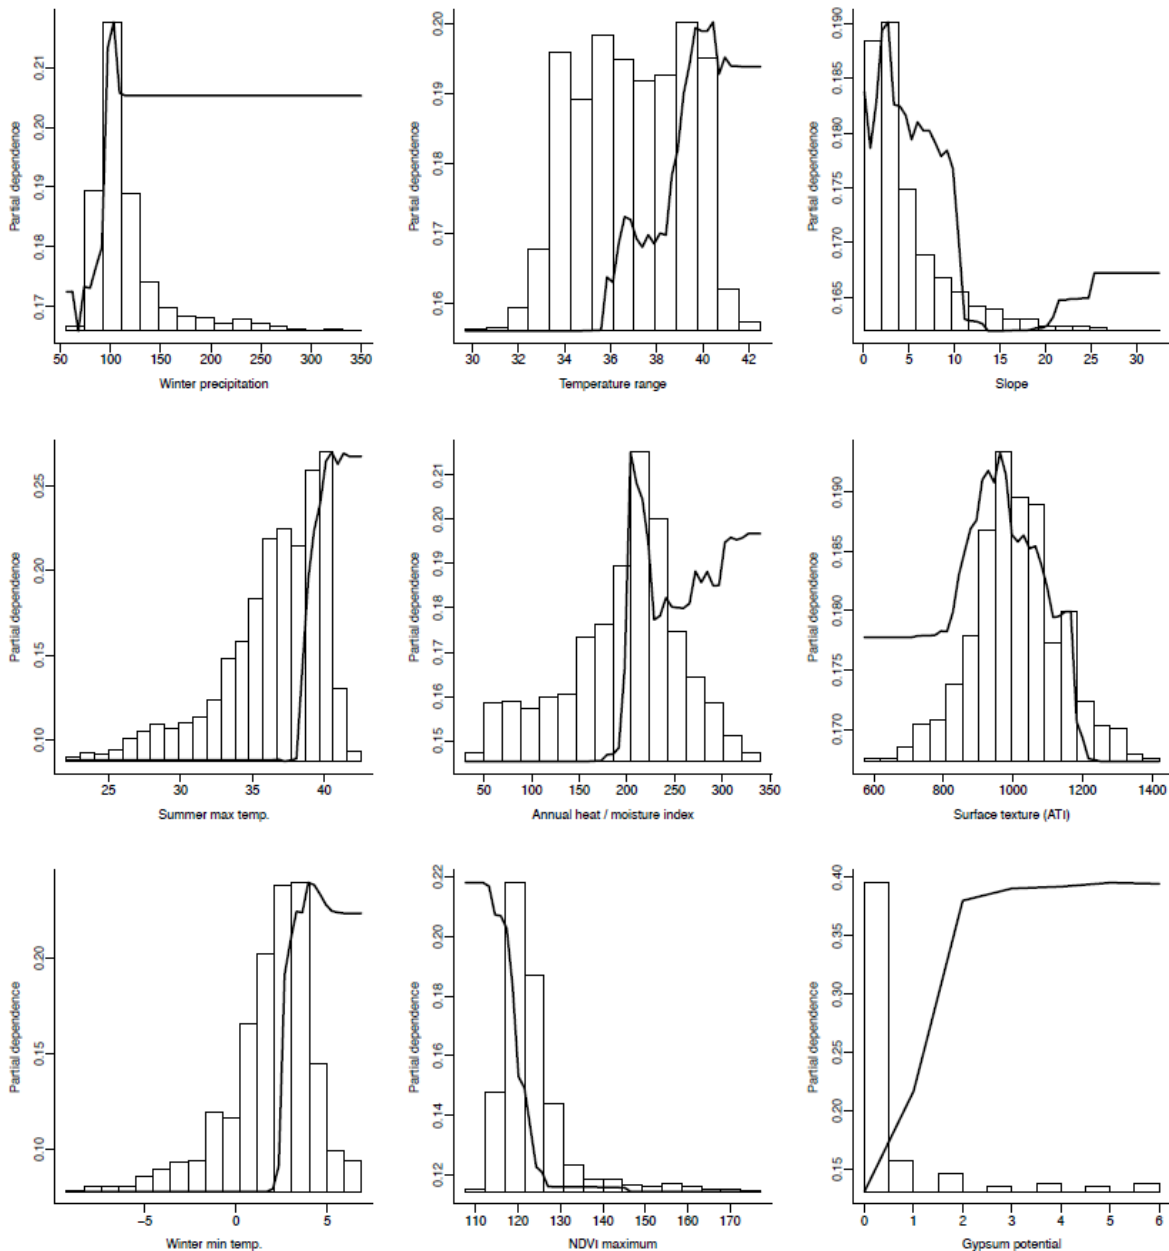 Partial dependence
0.17 0.18 0.19 0.20 0.21
50 100 150 200 250 300 350
Winter precipitation
Partial dependence
0.16 0.17 0.18 0.19 0.20
30 32 34 36 38 40 42
Temperature range
Partial dependence
0.165 0.170 0.175 0.180 0.185 0.190
0 5 10 15 20 25 30
Slope
Partial dependence
0.10 0.15 0.20 0.25
25 30 35 40
Summer max temp.
Partial dependence
0.15 0.16 0.17 0.18 0.19 0.20 0.21
50 100 150 200 250 300 350
Annual heat / moisture index
Partial dependence
0.170 0.175 0.180 0.185 0.190
600 800 1000 1200 1400
Surface texture (ATI)
Partial dependence
0.10 0.15 0.20
−5 0 5
Winter min temp.
Partial dependence
0.12 0.14 0.16 0.18 0.20 0.22
110 120 130 140 150 160 170
NDVI maximum
Partial dependence
0.15 0.20 0.25 0.30 0.35 0.40
0 1 2 3 4 5 6
Gypsum potential